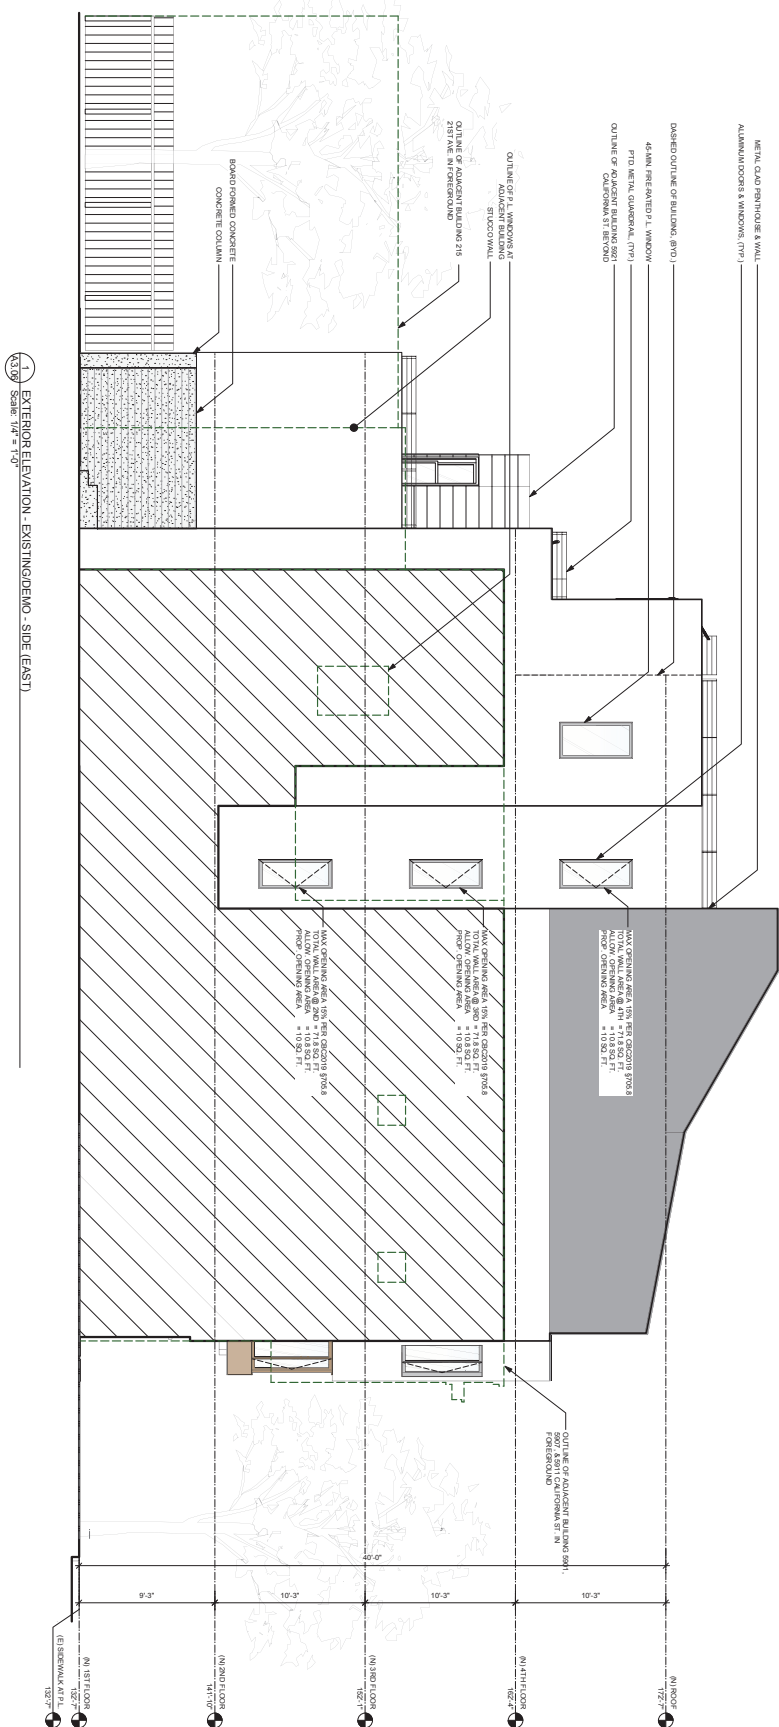 METAL CLAD PENTHOUSE & WALL
ALUMINUM DOORS & WINDOWS, (TYP.)
DASHED OUTLINE OF BUILDING, (BYD.)
45-MIN. FIRE-RATED P.L. WINDOW
PTD. METAL GUARDRAIL, (TYP.)
OUTLINE OF ADJACENT BUILDING 5921
CALIFORNIA ST. BEYOND
OUTLINE OF P.L. WINDOWS AT
ADJACENT BUILDING
STUCCO WALL
OUTLINE OF ADJACENT BUILDING 215
21ST AVE. IN FOREGROUND
BOARD FORMED CONCRETE
CONCRETE COLUMN
MAX OPENING AREA 15% PER CBC2019 §705.8
TOTAL WALL AREA @ 4TH = 71.8 SQ. FT.
ALLOW. OPENING AREA = 10.8 SQ. FT.
PROP. OPENING AREA = 10 SQ. FT.
MAX OPENING AREA 15% PER CBC2019 §705.8
TOTAL WALL AREA @ 3RD = 71.8 SQ. FT.
ALLOW. OPENING AREA = 10.8 SQ. FT.
PROP. OPENING AREA = 10 SQ. FT.
MAX OPENING AREA 15% PER CBC2019 §705.8
TOTAL WALL AREA @ 2ND = 71.8 SQ. FT.
ALLOW. OPENING AREA = 10.8 SQ. FT.
PROP. OPENING AREA = 10 SQ. FT.
OUTLINE OF ADJACENT BUILDING 5901,
5907, & 5911 CALIFORNIA ST. IN
FOREGROUND
40'-0"
10'-3"
10'-3"
10'-3"
9'-3"
(N) ROOF
172'-7"
(N) 4TH FLOOR
162'-4"
(N) 3RD FLOOR
152'-1"
(N) 2ND FLOOR
141'-10"
(N) 1ST FLOOR
132'-7"
(E) SIDEWALK AT P.L.
132'-7"
1
A3.06
EXTERIOR ELEVATION - EXISTING/DEMO - SIDE (EAST)
Scale: 1/4" = 1'-0"